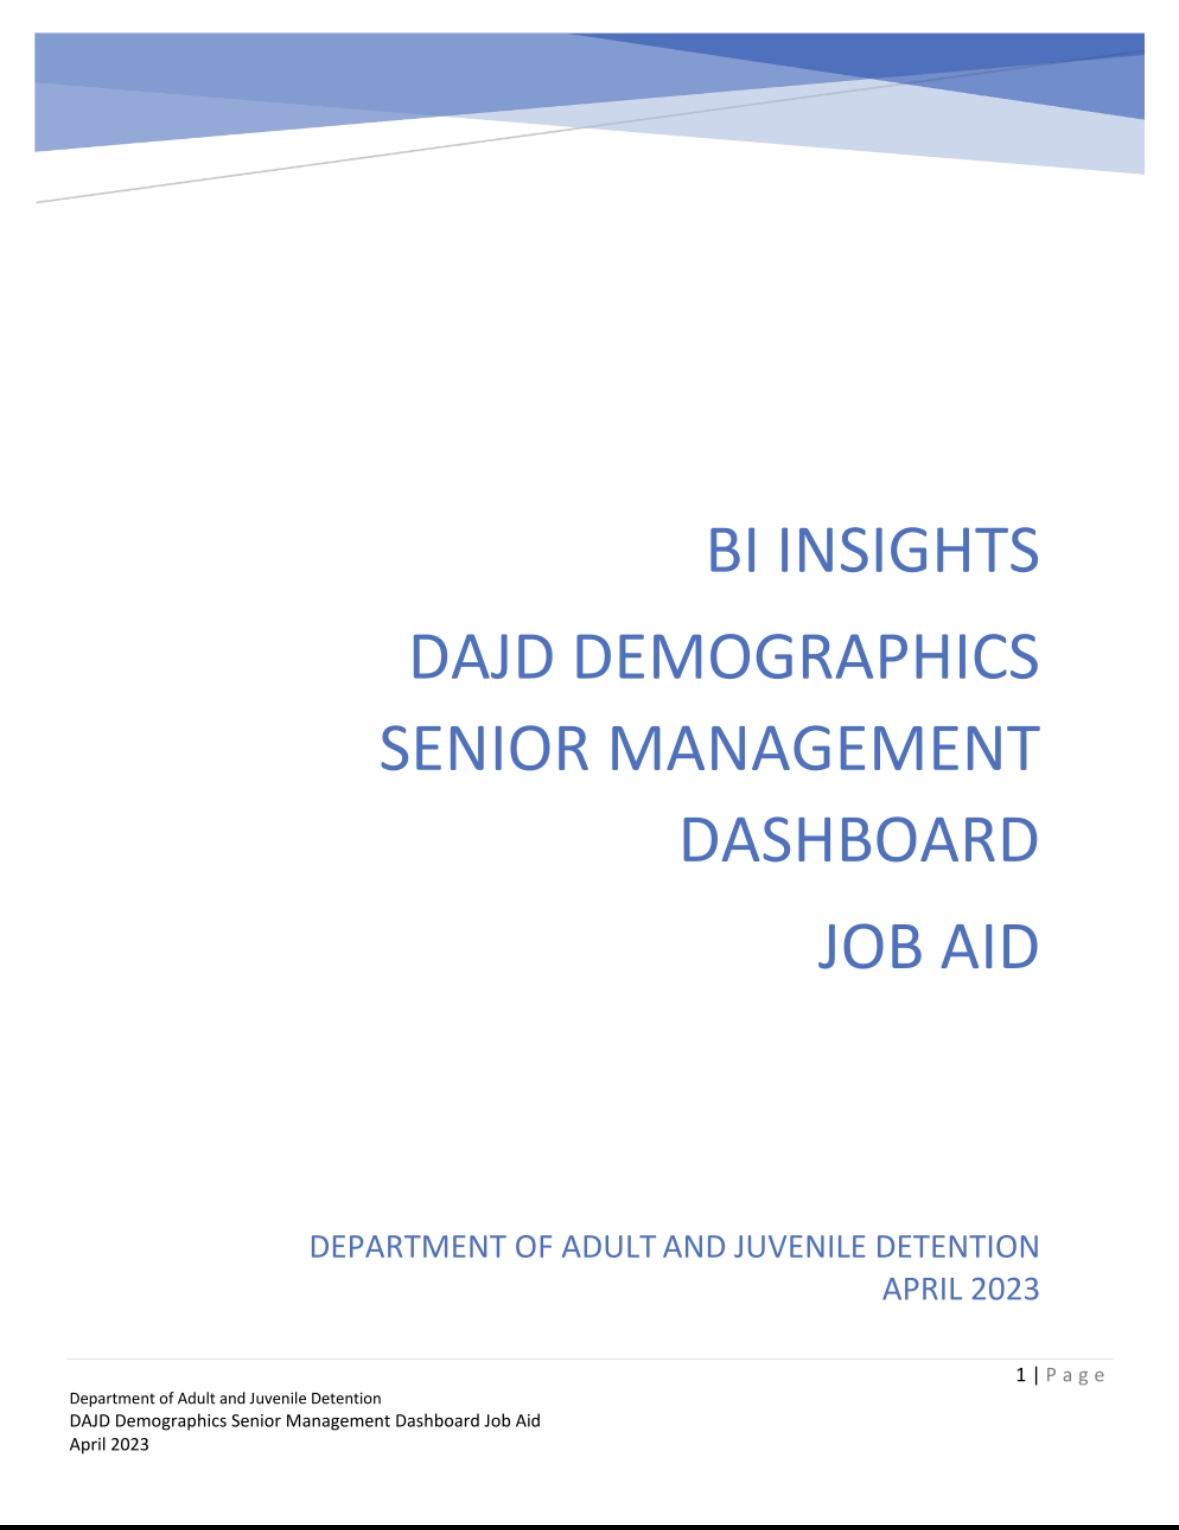 BI INSIGHTS
DAJD DEMOGRAPHICS
SENIOR MANAGEMENT
DASHBOARD
JOB AID
DEPARTMENT OF ADULT AND JUVENILE DETENTION
APRIL 2023
1 | Page
Department of Adult and Juvenile Detention
DAJD Demographics Senior Management Dashboard Job Aid
April 2023